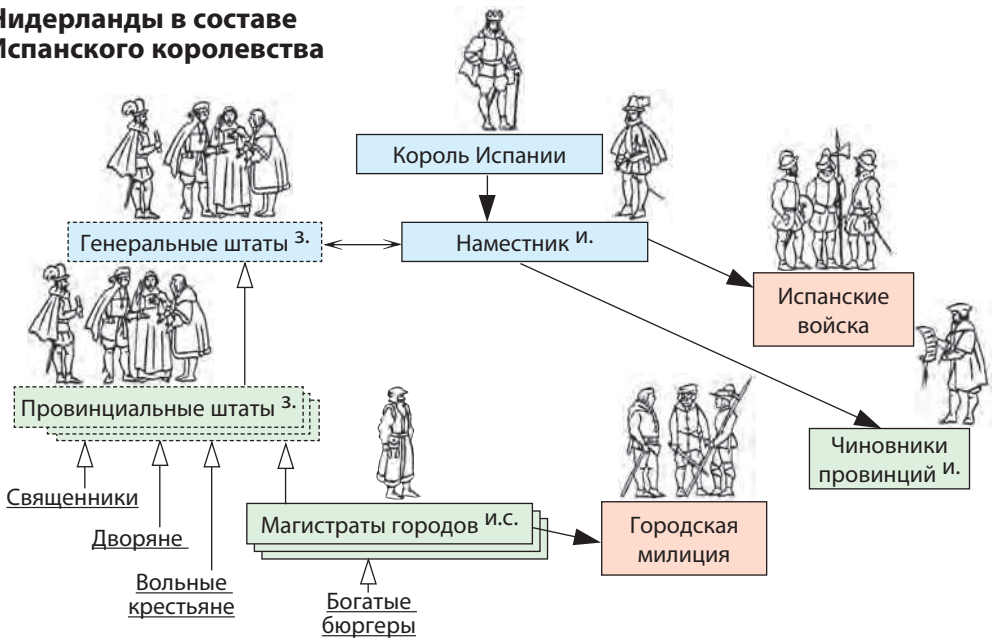 Нидерланды в составе
Испанского королевства
Король Испании
Генеральные штаты з.
Наместник и.
Испанские
войска
Провинциальные штаты з.
Чиновники
провинций и.
Священники
Дворяне
Вольные
крестьяне
Магистраты городов и.с.
Городская
милиция
Богатые
бюргеры